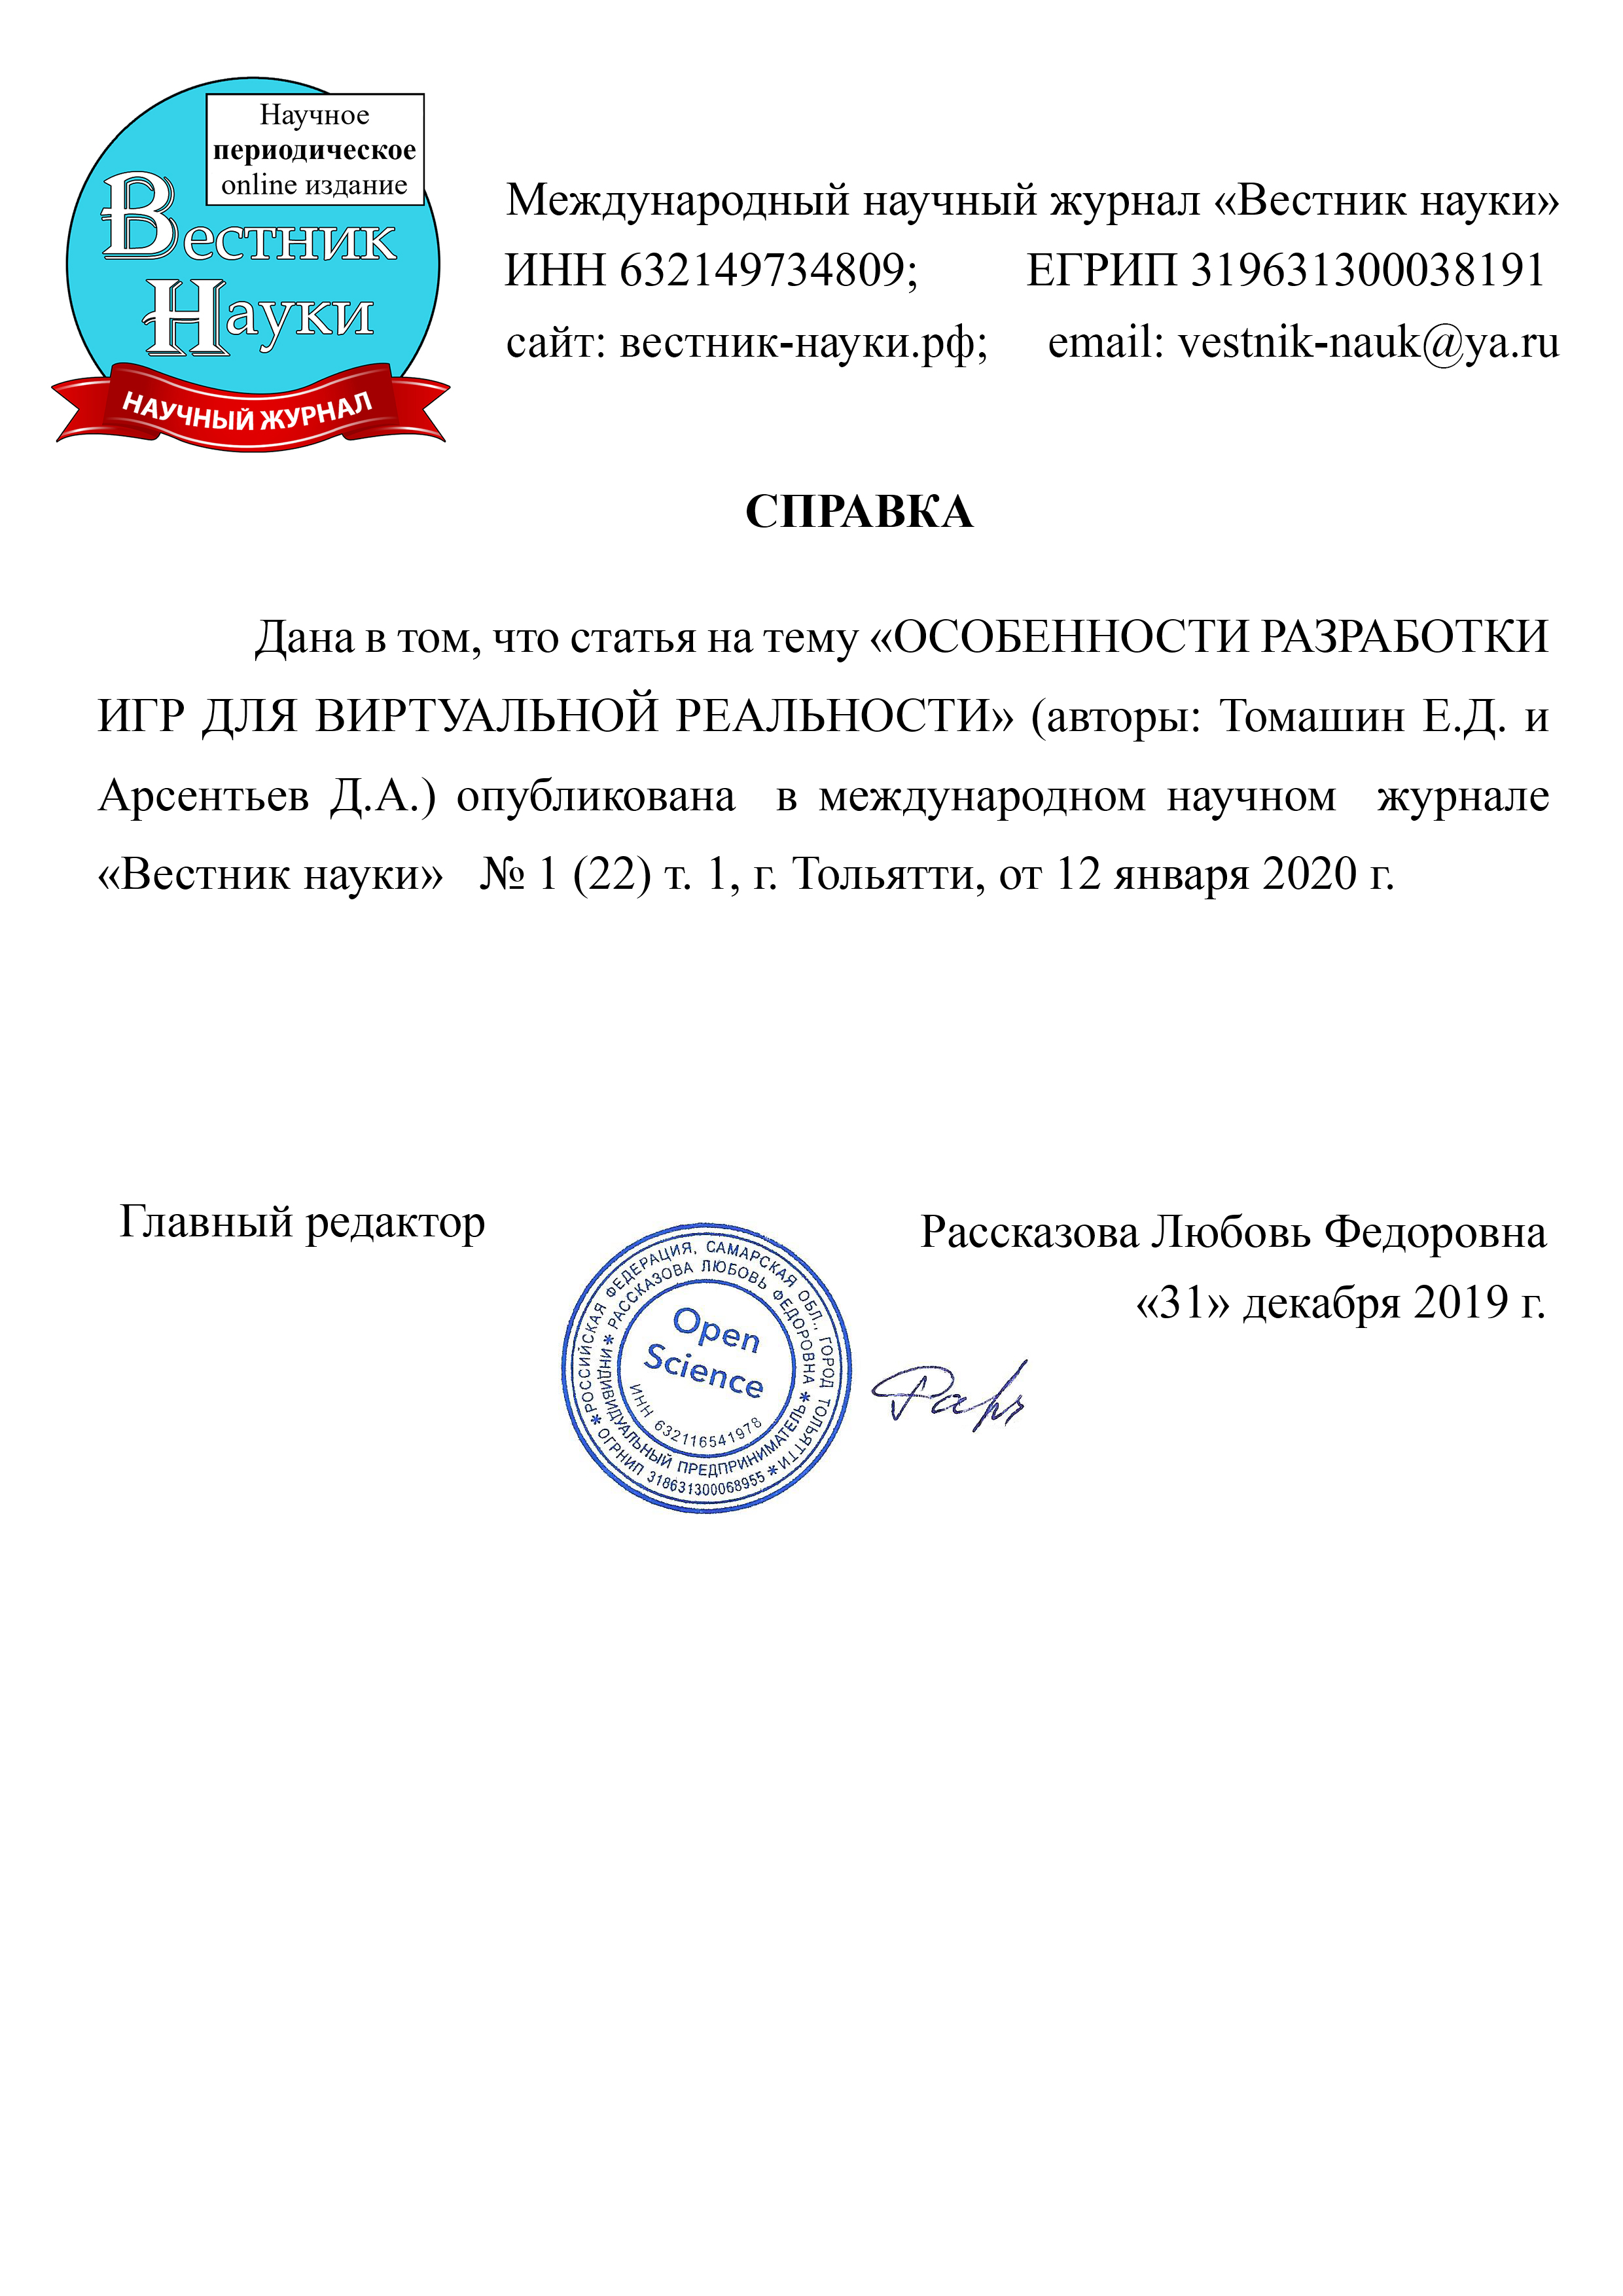 Научное
периодическое
online издание
Вестник
Науки
НАУЧНЫЙ ЖУРНАЛ
Международный научный журнал «Вестник науки»
ИНН 632149734809; ЕГРИП 319631300038191
сайт: вестник-науки.рф; email: vestnik-nauk@ya.ru
СПРАВКА
Дана в том, что статья на тему «ОСОБЕННОСТИ РАЗРАБОТКИ
ИГР ДЛЯ ВИРТУАЛЬНОЙ РЕАЛЬНОСТИ» (авторы: Томашин Е.Д. и
Арсентьев Д.А.) опубликована в международном научном журнале
«Вестник науки» № 1 (22) т. 1, г. Тольятти, от 12 января 2020 г.
Главный редактор
Рассказова Любовь Федоровна
«31» декабря 2019 г.
*РОССИЙСКАЯ ФЕДЕРАЦИЯ, САМАРСКАЯ ОБЛ., ГОРОД ТОЛЬЯТТИ*
ОГРНИП 318631300068955
*РАССКАЗОВА ЛЮБОВЬ ФЕДОРОВНА*
ИНДИВИДУАЛЬНЫЙ ПРЕДПРИНИМАТЕЛЬ
Open
Science
ИНН 632116541978